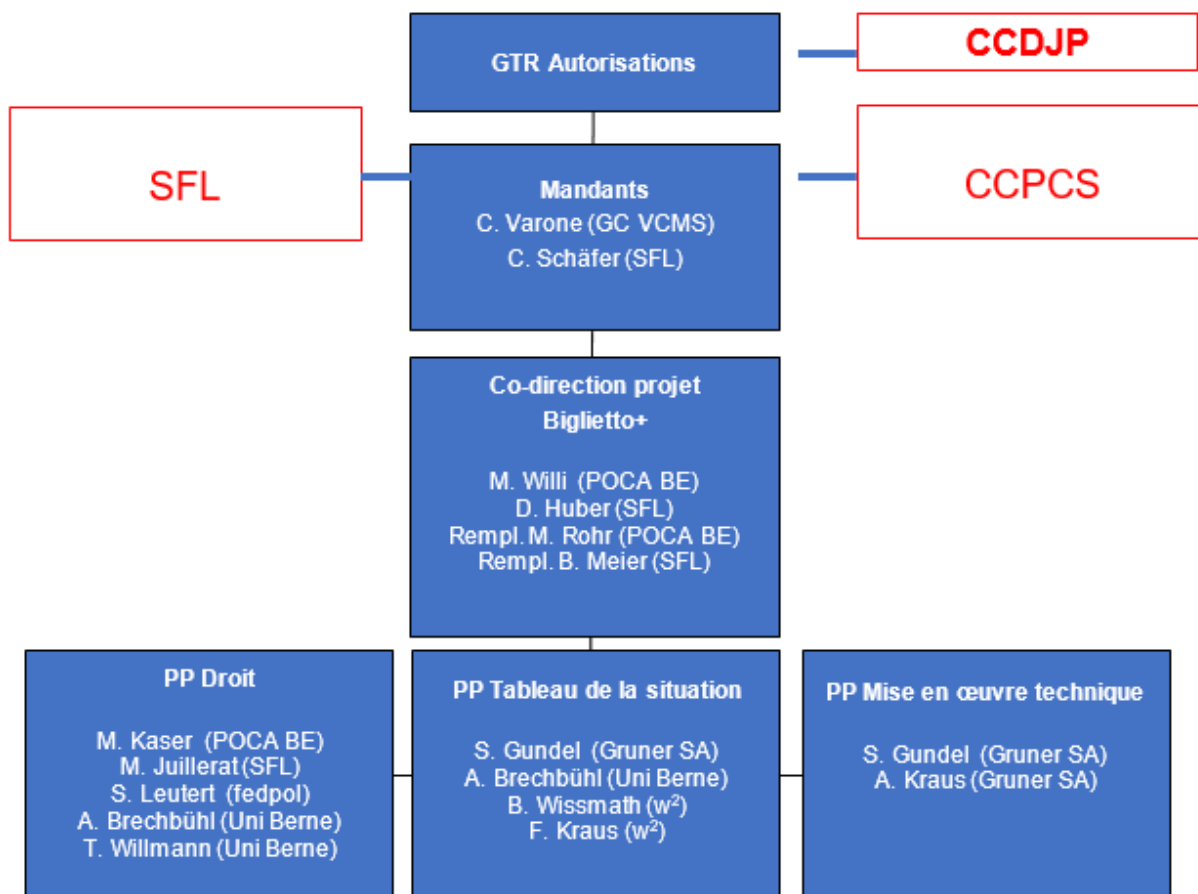 GTR Autorisations
CCDJP
SFL
Mandants
C. Varone (GC VCMS)
C. Schäfer (SFL)
CCPCS
Co-direction projet
Biglietto+
M. Willi (POCA BE)
D. Huber (SFL)
Rempl. M. Rohr (POCA BE)
Rempl. B. Meier (SFL)
PP Droit
M. Kaser (POCA BE)
M. Juillerat (SFL)
S. Leutert (fedpol)
A. Brechbühl (Uni Berne)
T. Willmann (Uni Berne)
PP Tableau de la situation
S. Gundel (Gruner SA)
A. Brechbühl (Uni Berne)
B. Wissmath (w²)
F. Kraus (w²)
PP Mise en œuvre technique
S. Gundel (Gruner SA)
A. Kraus (Gruner SA)